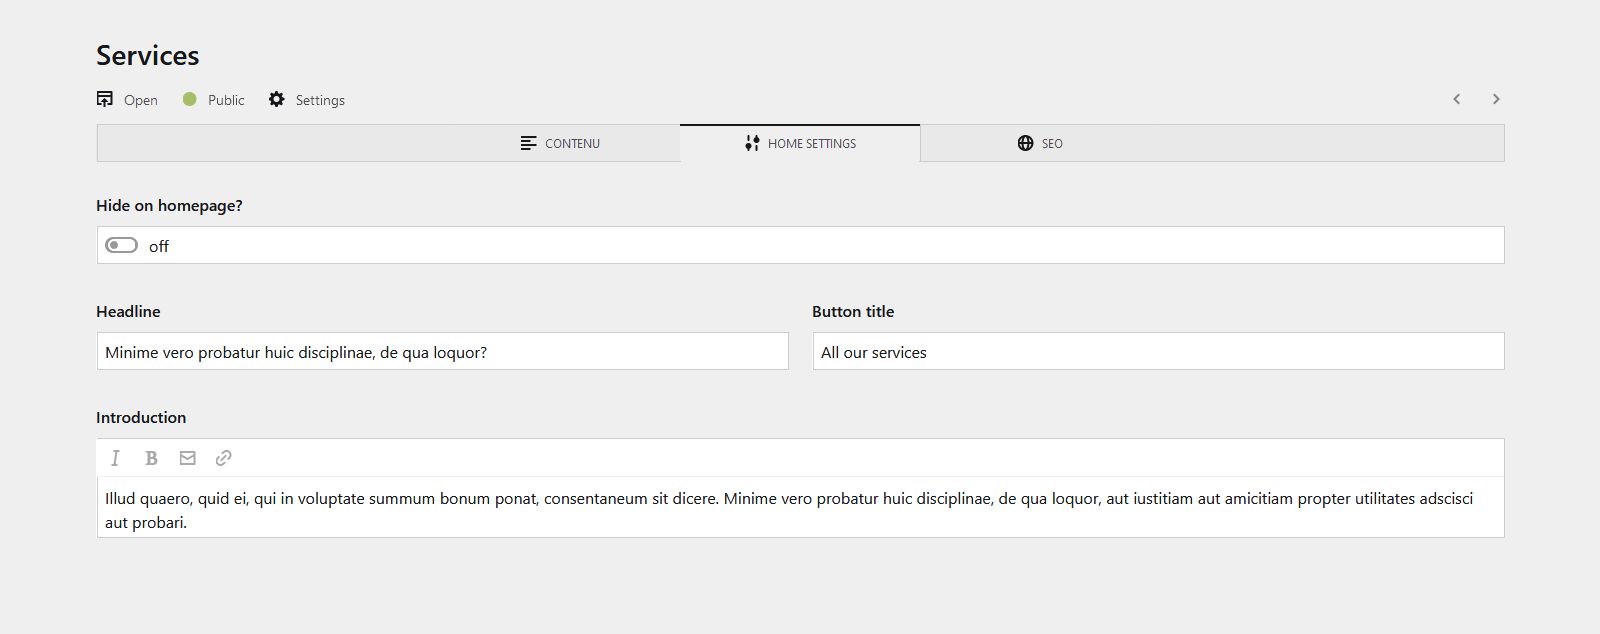 Services
Open Public Settings
CONTENU HOME SETTINGS SEO
Hide on homepage?
off
Headline
Minime vero probatur huic disciplinae, de qua loquor?
Button title
All our services
Introduction
I B
Illud quaero, quid ei, qui in voluptate summum bonum ponat, consentaneum sit dicere. Minime vero probatur huic disciplinae, de qua loquor, aut iustitiam aut amicitiam propter utilitates adscisci
aut probari.